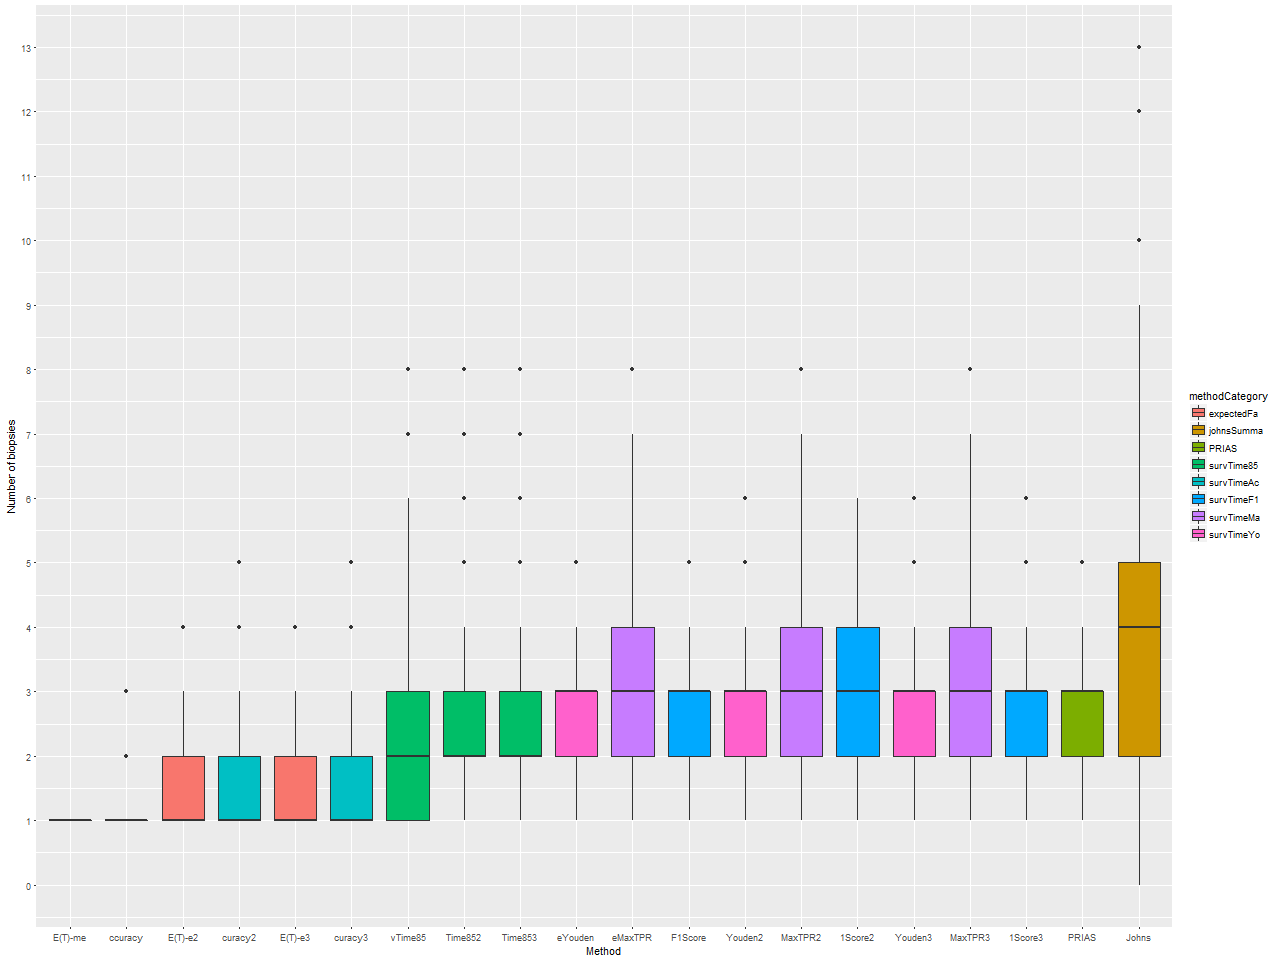 13
12
11
10
9
8
7
6
5
4
3
2
1
0
Number of biopsies
E(T)-me ccuracy E(T)-e2 curacy2 E(T)-e3 curacy3 vTime85 Time852 Time853 eYouden eMaxTPR F1Score Youden2 MaxTPR2 1Score2 Youden3 MaxTPR3 1Score3 PRIAS Johns
Method
methodCategory
expectedFa
johnsSumma
PRIAS
survTime85
survTimeAc
survTimeF1
survTimeMa
survTimeYo